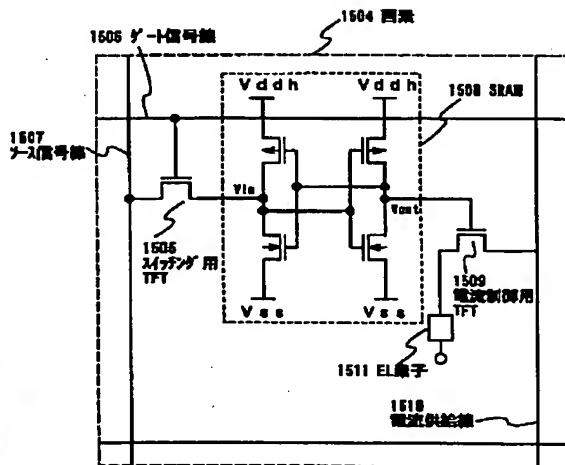 1504 画素
1506 ゲート信号線
Vddh
Vddh
1508 SRAM
1507
ソース信号線
Vin
Vout
1505
スイッチング用
TFT
1509
電流制御用
TFT
Vss
Vss
1511 EL素子
1510
電流供給線